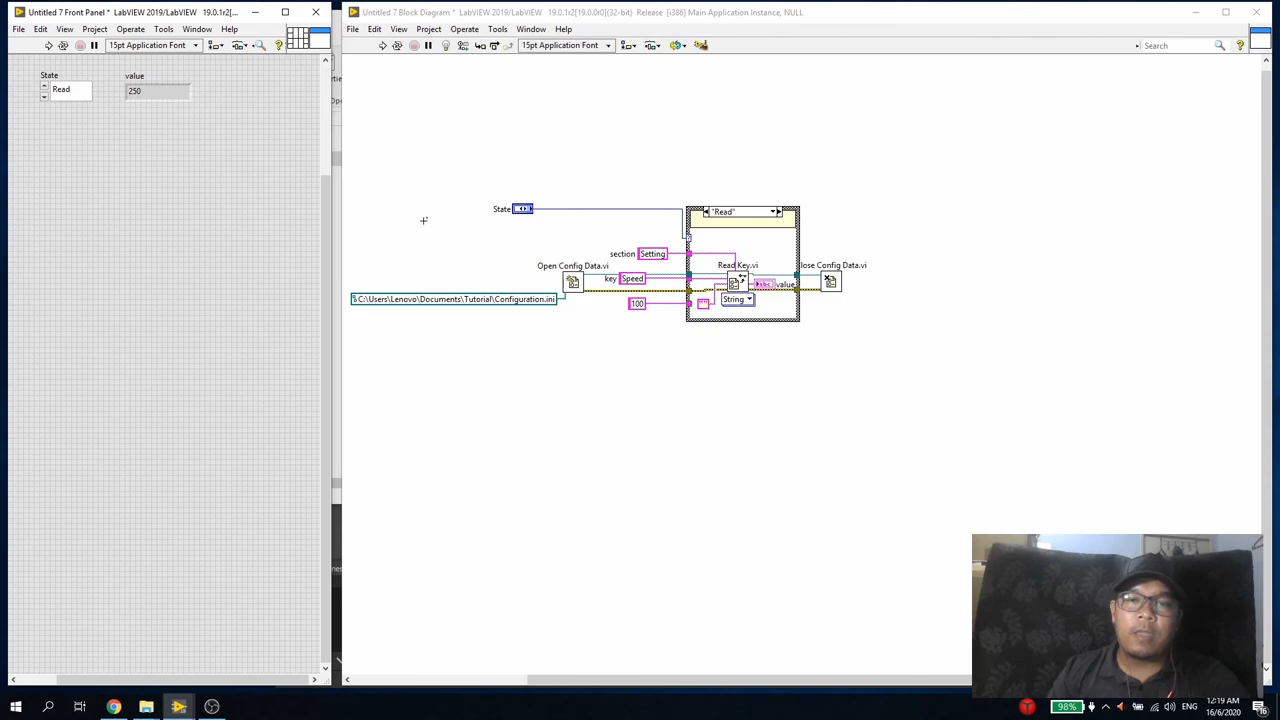 Untitled 7 Front Panel * LabVIEW 2019/LabVIEW 19.0.1r2[...
File Edit View Project Operate Tools Window Help
15pt Application Font
State
Read
value
250
Untitled 7 Block Diagram * LabVIEW 2019/LabVIEW 19.0.1r2 [19.0.0r0](32-bit) Release [i386] Main Application Instance, NULL
File Edit View Project Operate Tools Window Help
15pt Application Font
Search
State
"Read"
section Setting
Open Config Data.vi
Read Key.vi
lose Config Data.vi
key Speed
value
C:\Users\Lenovo\Documents\Tutorial\Configuration.ini
100
String
98%
ENG
12:19 AM
16/6/2020
16